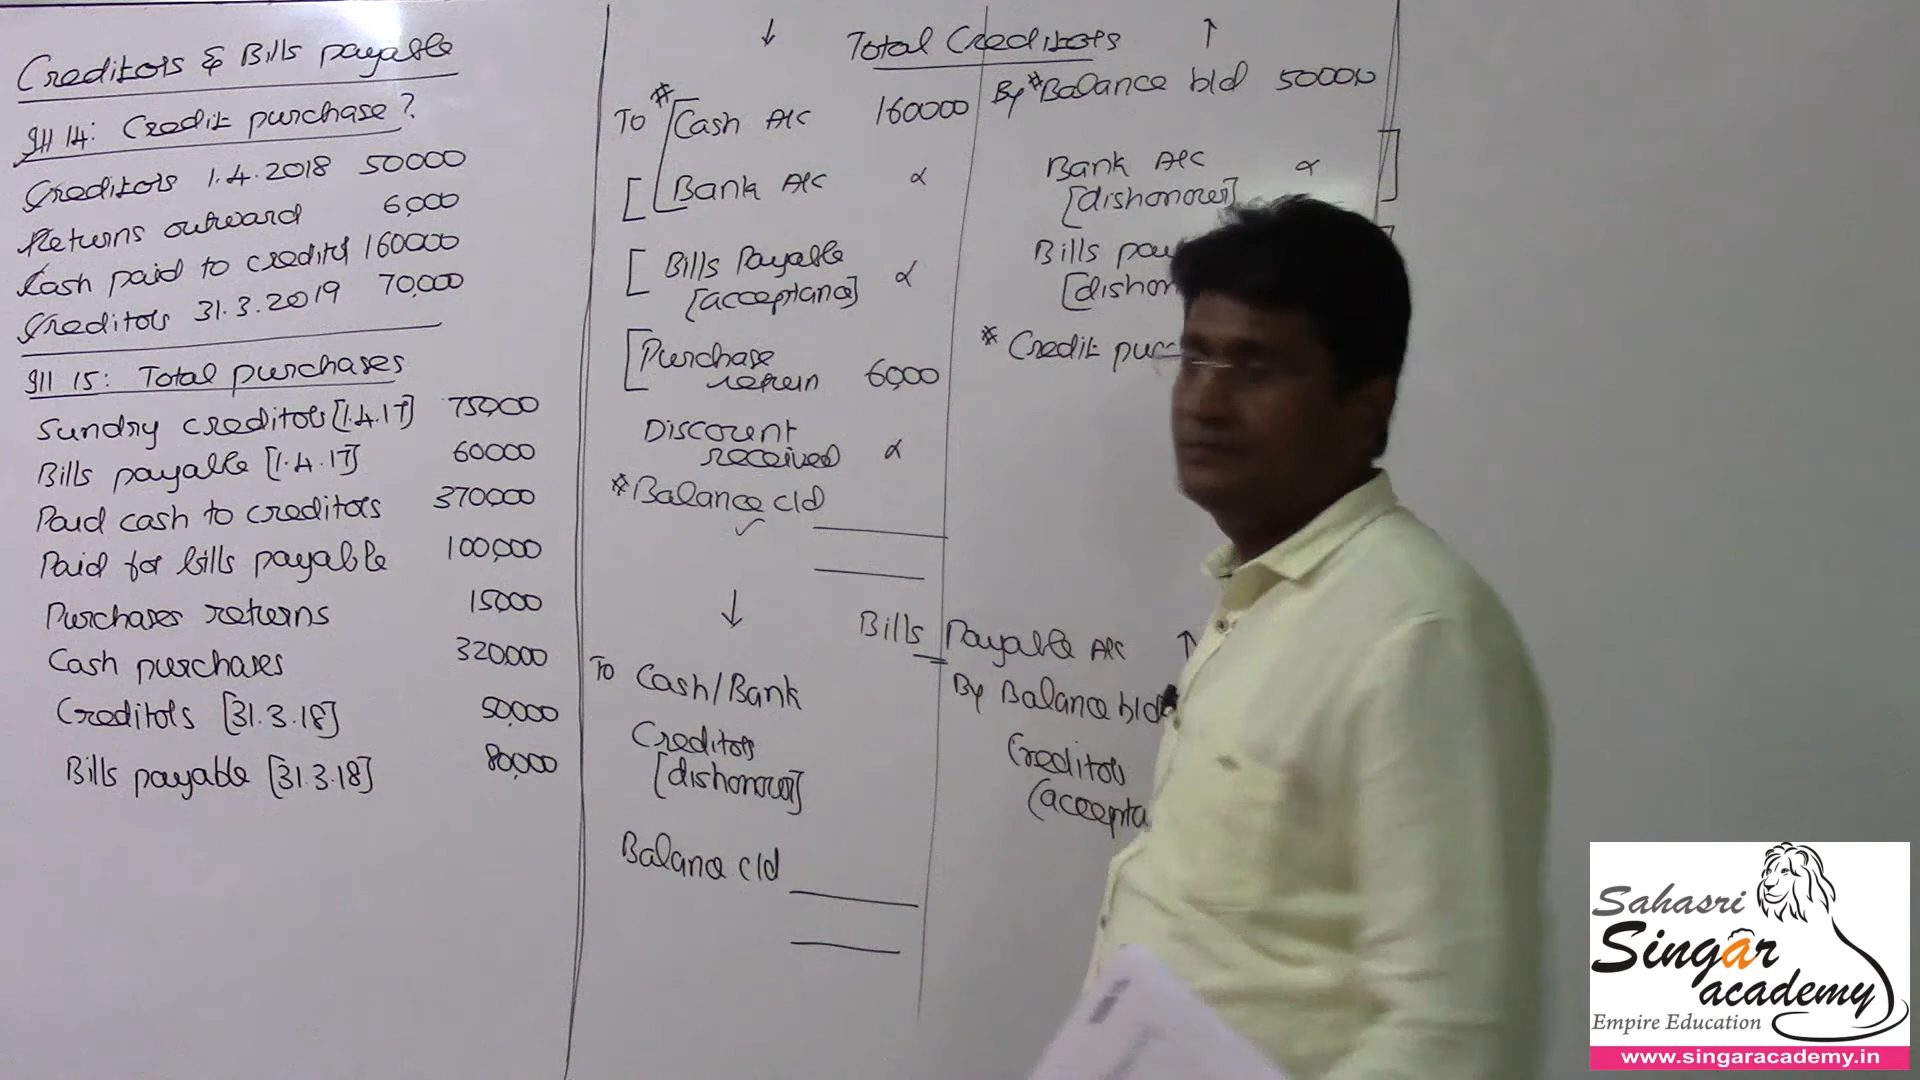 Creditors & Bills payable
Ill 14: Credit purchase?
Creditors 1.4.2018 50000
Returns outward 6,000
Cash paid to creditors 160000
Creditors 31.3.2019 70,000
Ill 15: Total purchases
Sundry creditors [1.4.17] 75000
Bills payable [1.4.17] 60000
Paid cash to creditors 370000
Paid for bills payable 100,000
Purchases returns 15000
Cash purchases 320,000
Creditors [31.3.18] 50,000
Bills payable [31.3.18] 80,000
↓ Total Creditors ↑
To * Cash A/C 160000
Bank A/C
Bills Payable
[acceptance]
Purchase
return 6000
Discount
received
* Balance c/d
By * Balance b/d 50000
Bank A/C
[dishonour]
Bills
* Credit
↓ Bills Payable A/C ↑
To Cash/Bank
Creditors
[dishonour]
Balance c/d
By Balance b/d
Creditors
Sahasri
Singar
academy
Empire Education
www.singaracademy.in